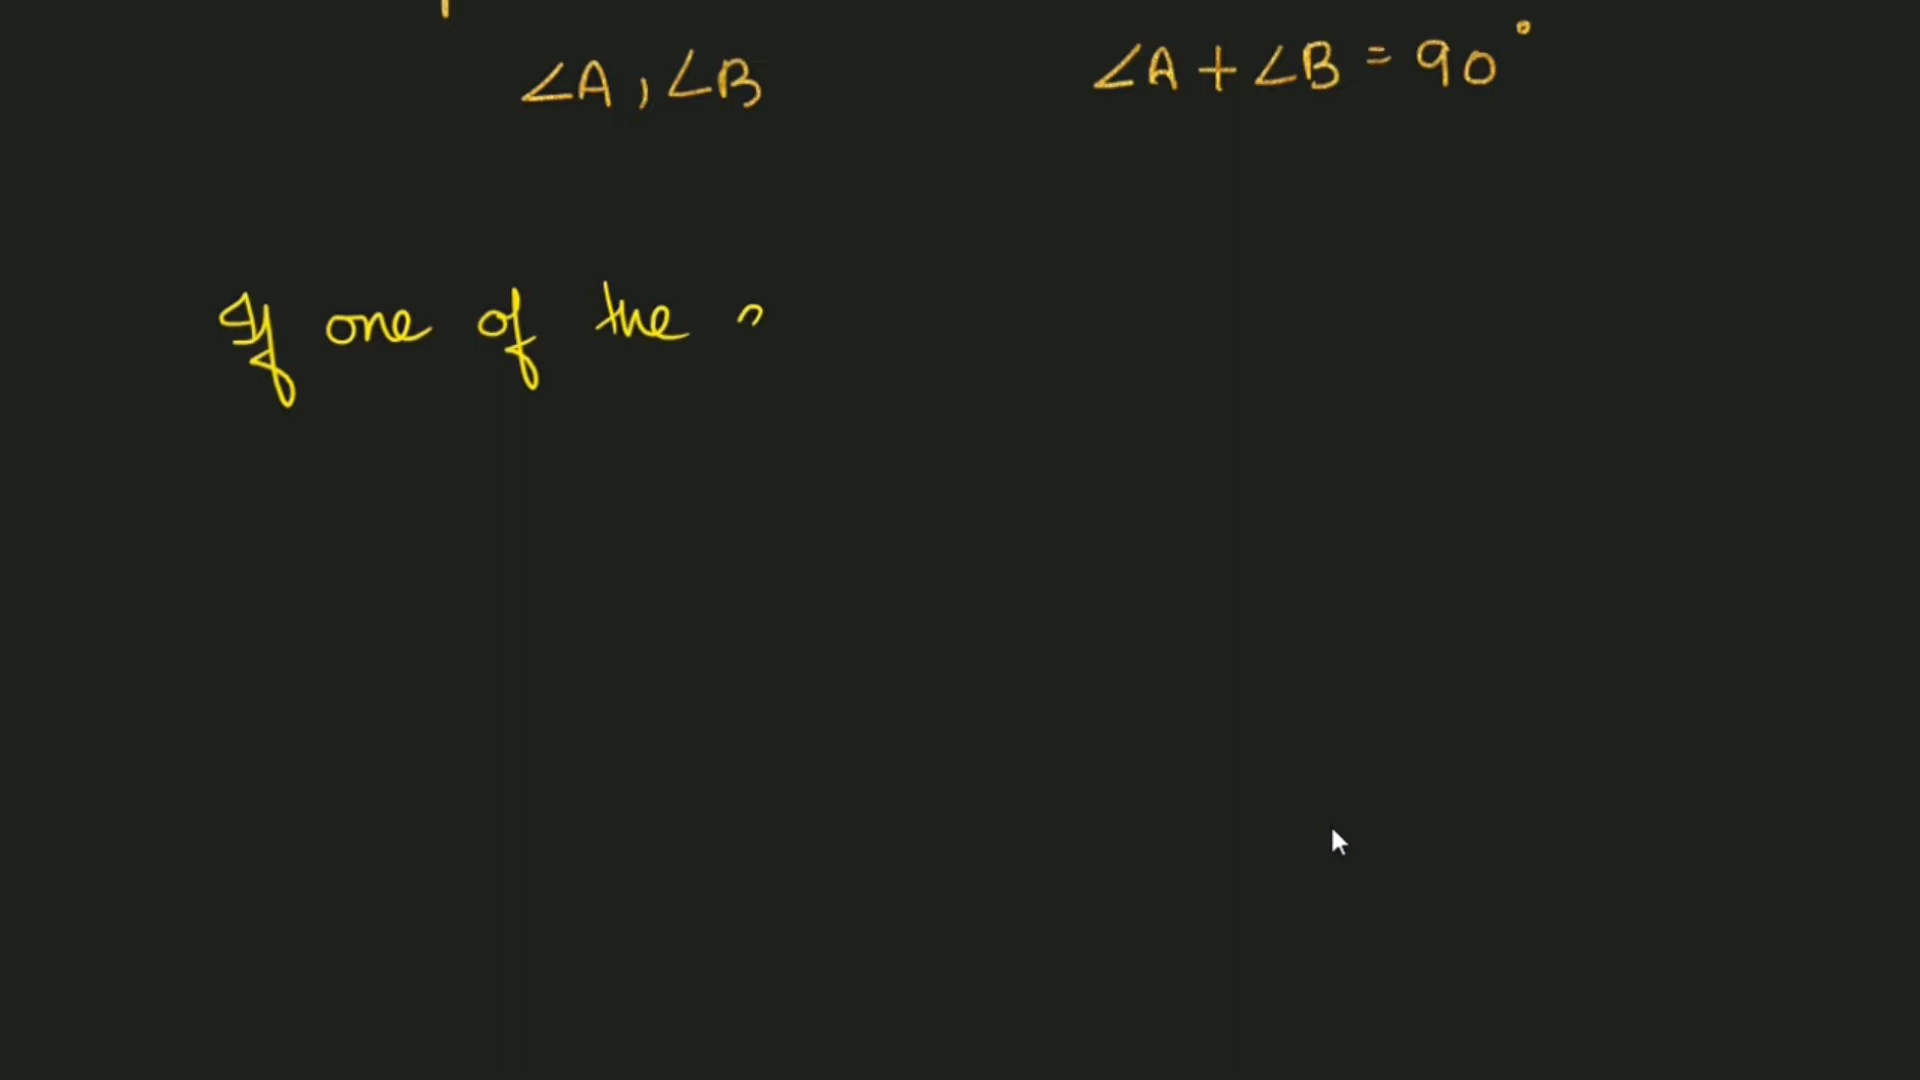 ∠A, ∠B ∠A + ∠B = 90°
If one of the